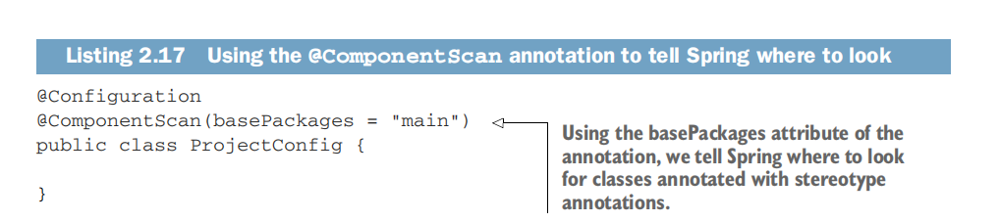 Listing 2.17 Using the @ComponentScan annotation to tell Spring where to look
@Configuration
@ComponentScan(basePackages = "main")
public class ProjectConfig {
}
Using the basePackages attribute of the
annotation, we tell Spring where to look
for classes annotated with stereotype
annotations.